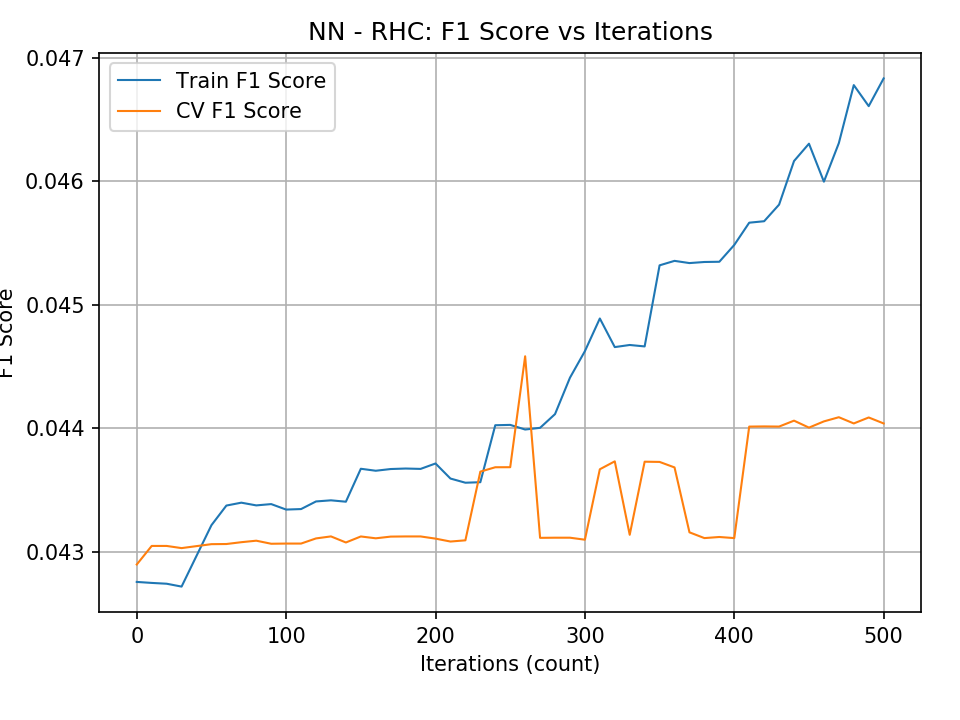 NN - RHC: F1 Score vs Iterations
Train F1 Score
CV F1 Score
0.047
0.046
0.045
0.044
0.043
F1 Score
0 100 200 300 400 500
Iterations (count)